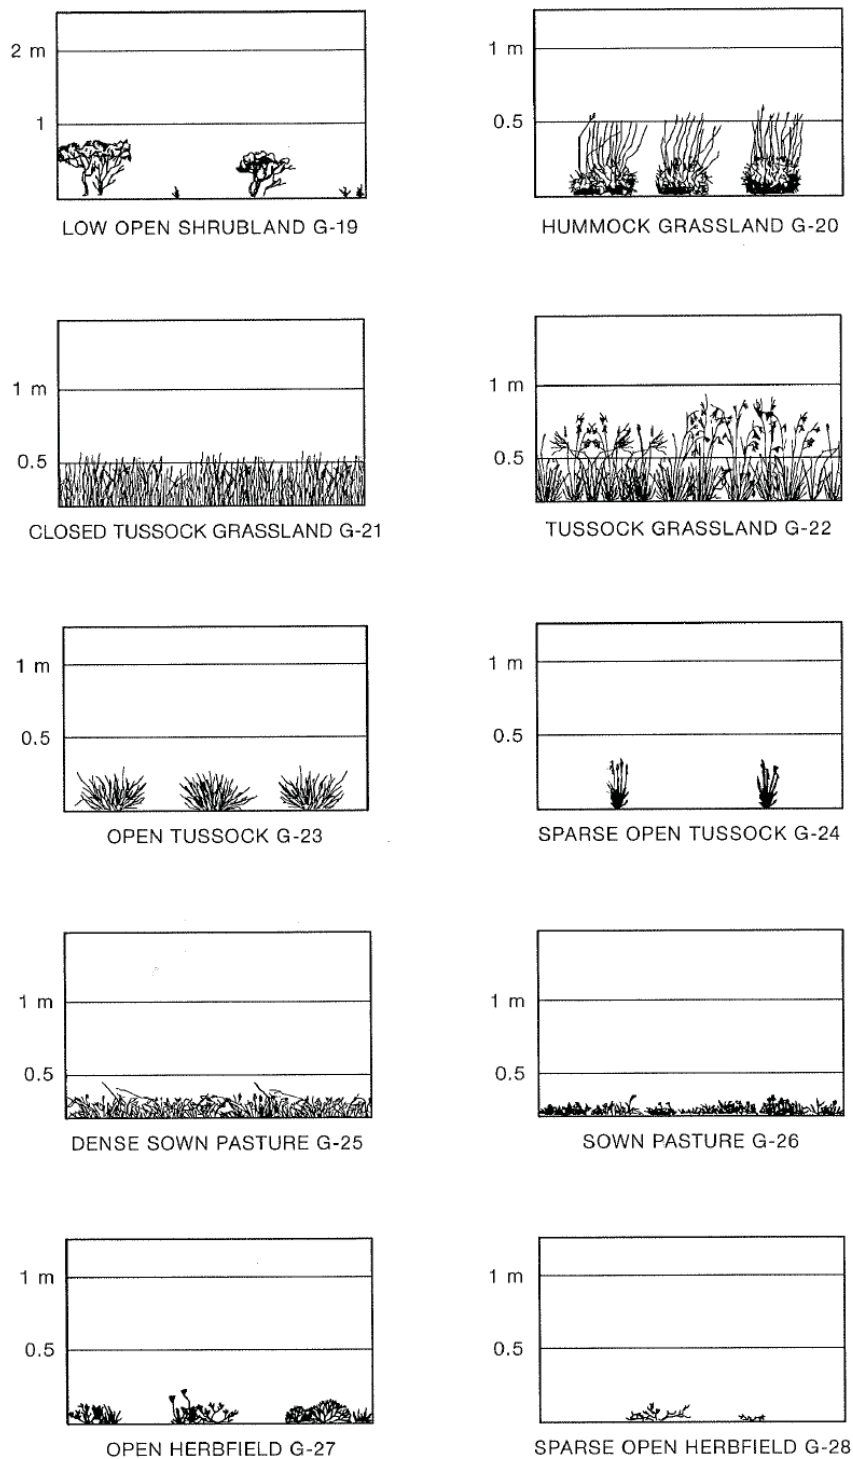 2 m
1
LOW OPEN SHRUBLAND G-19
1 m
0.5
HUMMOCK GRASSLAND G-20
1 m
0.5
CLOSED TUSSOCK GRASSLAND G-21
1 m
0.5
TUSSOCK GRASSLAND G-22
1 m
0.5
OPEN TUSSOCK G-23
1 m
0.5
SPARSE OPEN TUSSOCK G-24
1 m
0.5
DENSE SOWN PASTURE G-25
1 m
0.5
SOWN PASTURE G-26
1 m
0.5
OPEN HERBFIELD G-27
1 m
0.5
SPARSE OPEN HERBFIELD G-28